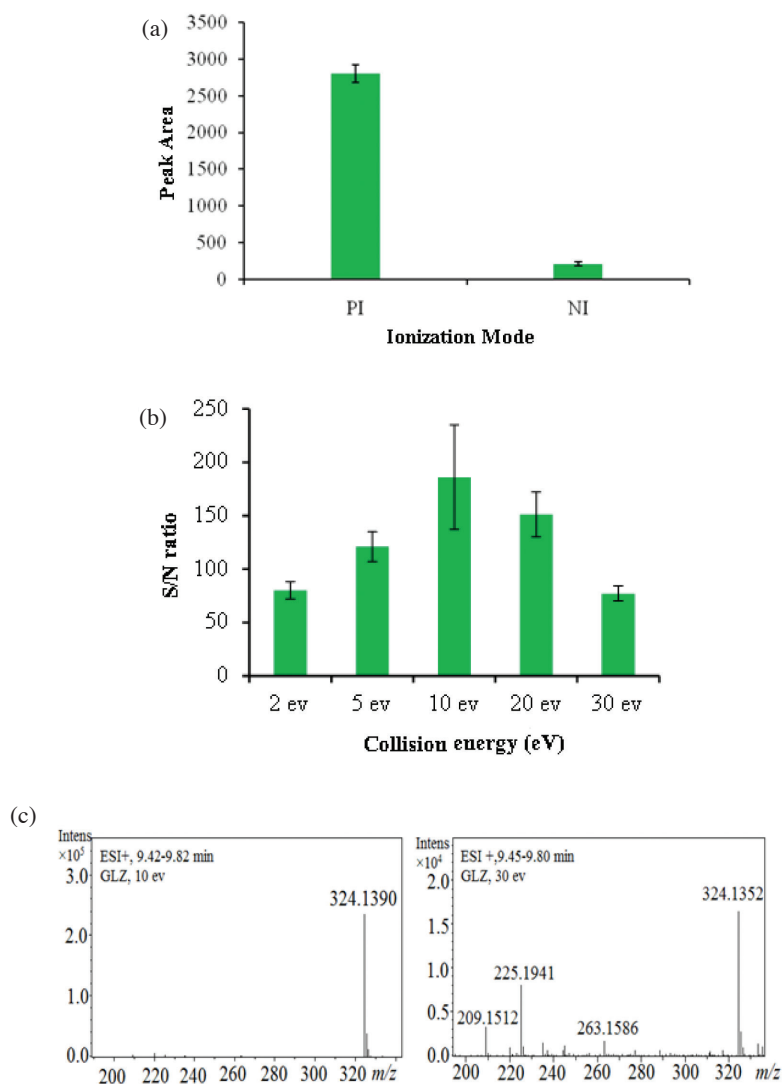 (a)
3500
3000
2500
2000
1500
1000
500
0
Peak Area
PI NI
Ionization Mode
(b)
250
200
150
100
50
0
S/N ratio
2 ev 5 ev 10 ev 20 ev 30 ev
Collision energy (eV)
(c)
Intens
×10⁵
ESI+, 9.42-9.82 min
GLZ, 10 ev
3.0
324.1390
2.0
1.0
0.0
200 220 240 260 280 300 320 m/z
Intens
×10⁴
ESI +,9.45-9.80 min
GLZ, 30 ev
2.0
324.1352
1.5
1.0
225.1941
0.5
209.1512
263.1586
0.0
200 220 240 260 280 300 320 m/z